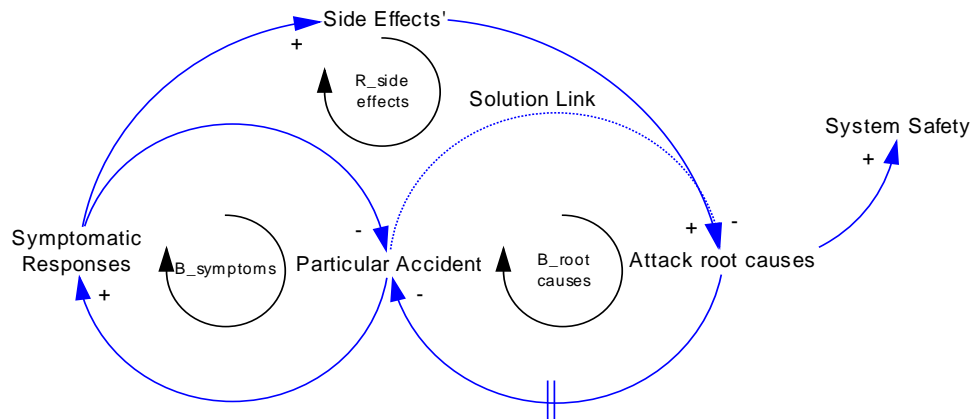 Side Effects'
+
R_side
effects
Solution Link
System Safety
+
Symptomatic
Responses
B_symptoms
-
Particular Accident
B_root
causes
+
-
Attack root causes
+
-